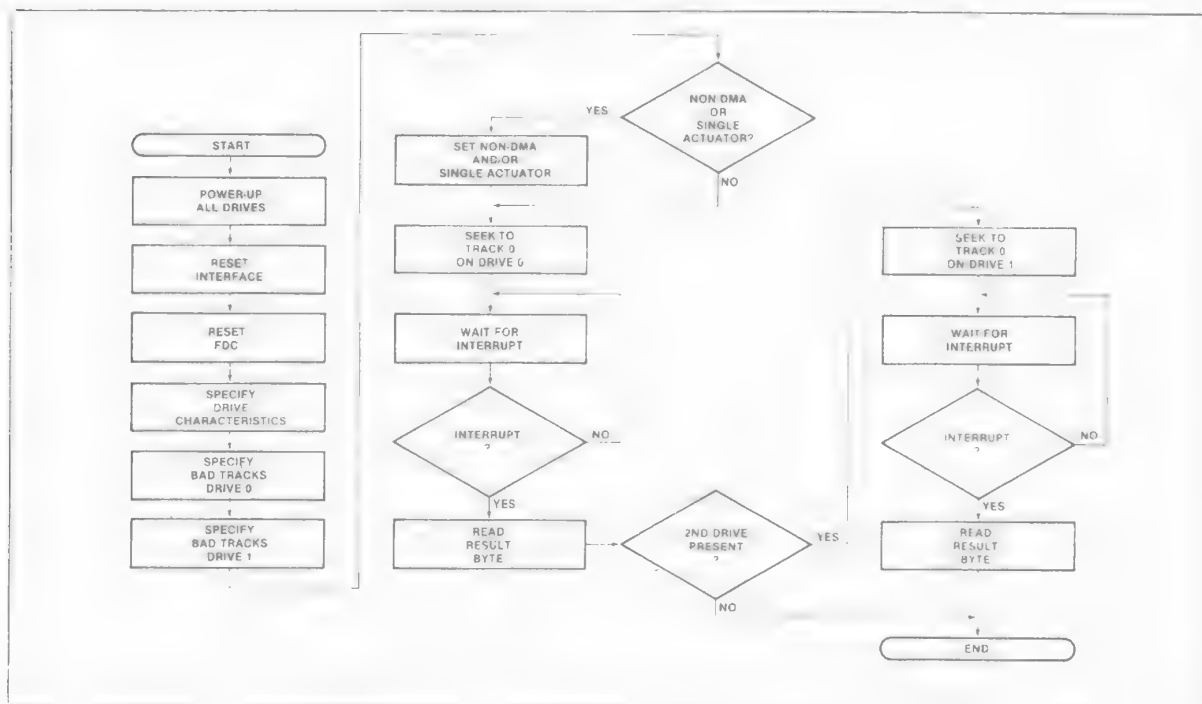 START
POWER-UP
ALL DRIVES
RESET
INTERFACE
RESET
FDC
SPECIFY
DRIVE
CHARACTERISTICS
SPECIFY
BAD TRACKS
DRIVE 0
SPECIFY
BAD TRACKS
DRIVE 1
NON-DMA
OR
SINGLE
ACTUATOR?
YES
NO
SET NON-DMA
AND/OR
SINGLE ACTUATOR
SEEK TO
TRACK 0
ON DRIVE 0
WAIT FOR
INTERRUPT
INTERRUPT
?
NO
YES
READ
RESULT
BYTE
2ND DRIVE
PRESENT
?
YES
NO
SEEK TO
TRACK 0
ON DRIVE 1
WAIT FOR
INTERRUPT
INTERRUPT
?
NO
YES
READ
RESULT
BYTE
END